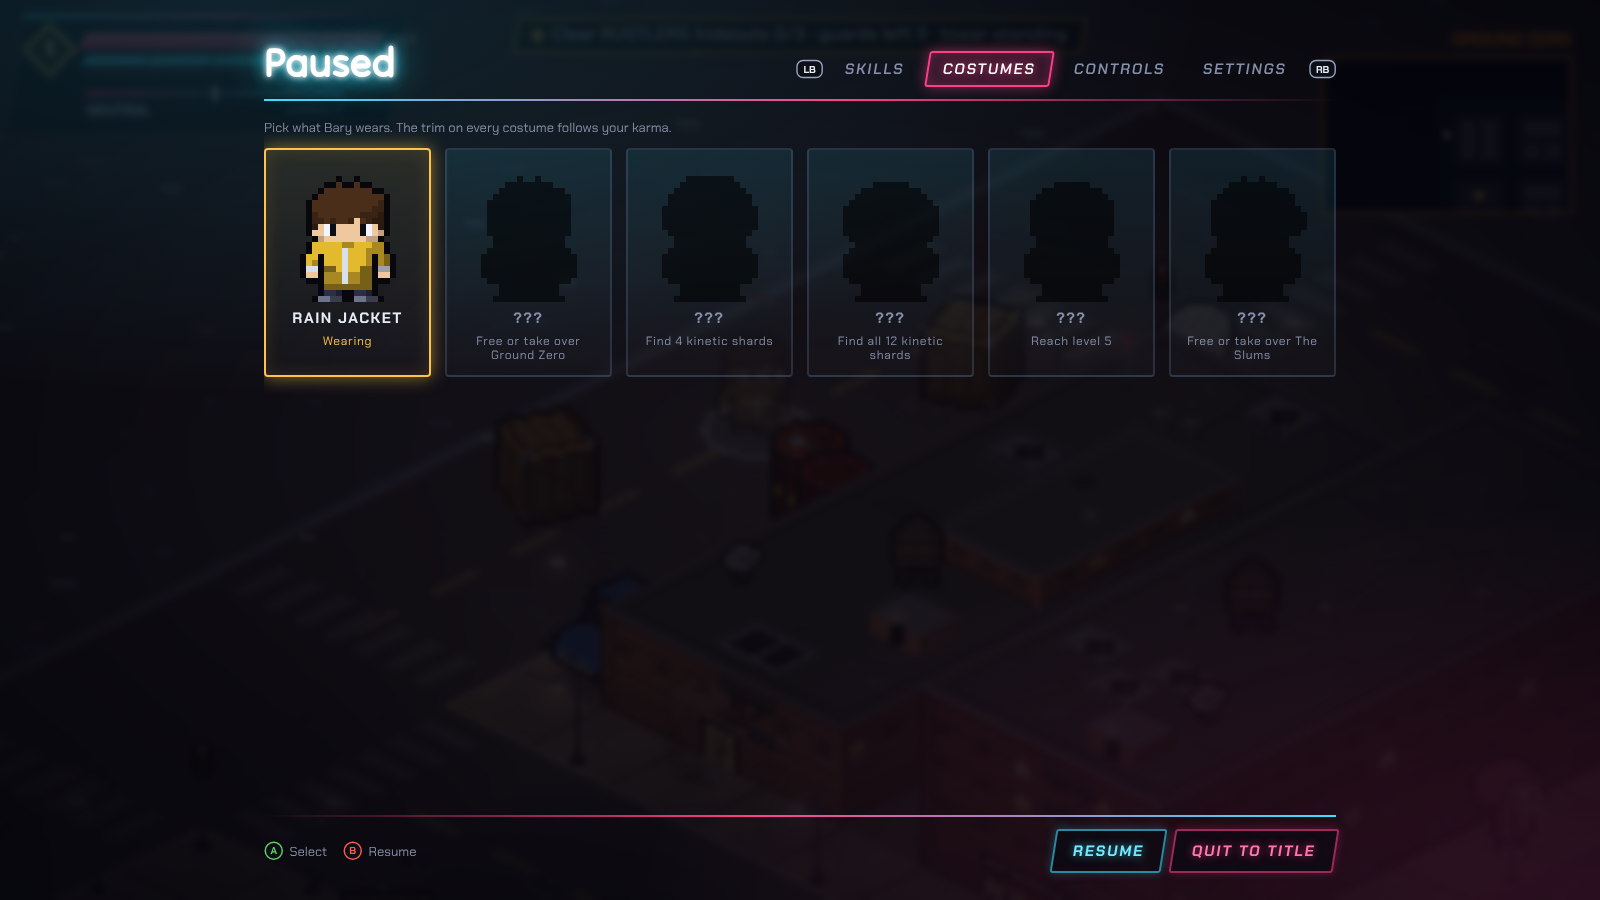 Paused
LB SKILLS COSTUMES CONTROLS SETTINGS RB
Pick what Bary wears. The trim on every costume follows your karma.
RAIN JACKET
Wearing
???
Free or take over
Ground Zero
???
Find 4 kinetic shards
???
Find all 12 kinetic
shards
???
Reach level 5
???
Free or take over The
Slums
A Select B Resume
RESUME QUIT TO TITLE